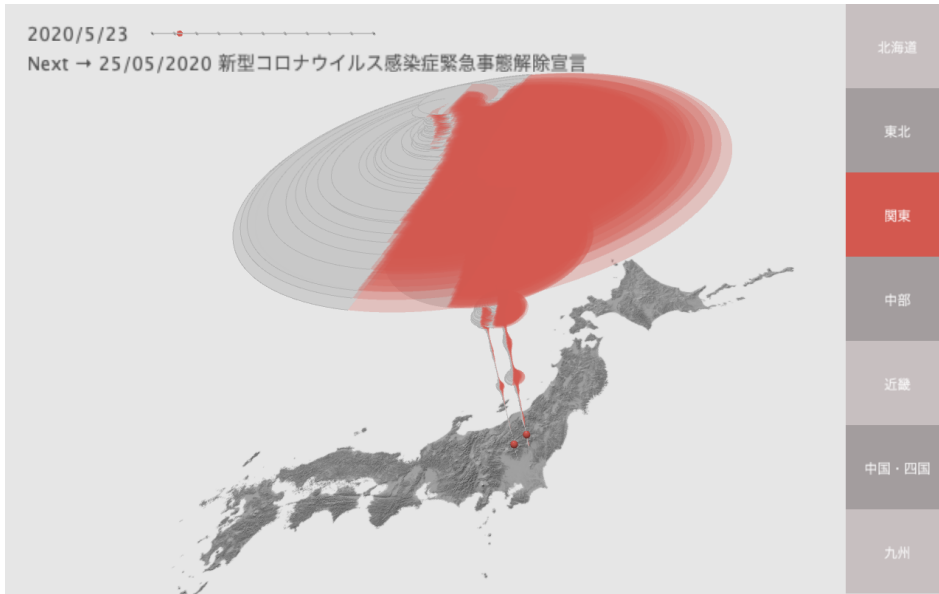 2020/5/23
Next → 25/05/2020 新型コロナウイルス感染症緊急事態解除宣言
北海道
東北
関東
中部
近畿
中国・四国
九州